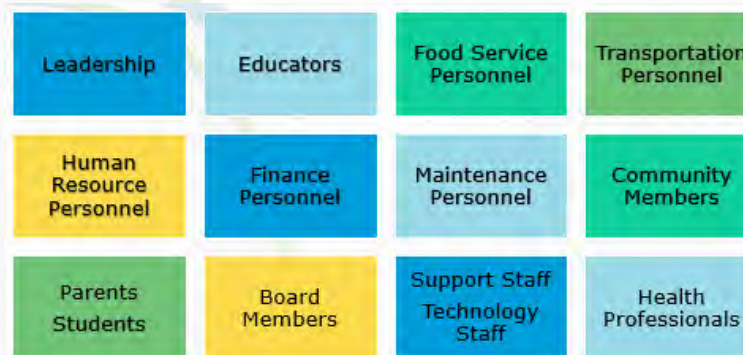 Leadership
Educators
Food Service
Personnel
Transportation
Personnel
Human
Resource
Personnel
Finance
Personnel
Maintenance
Personnel
Community
Members
Parents
Students
Board
Members
Support Staff
Technology
Staff
Health
Professionals